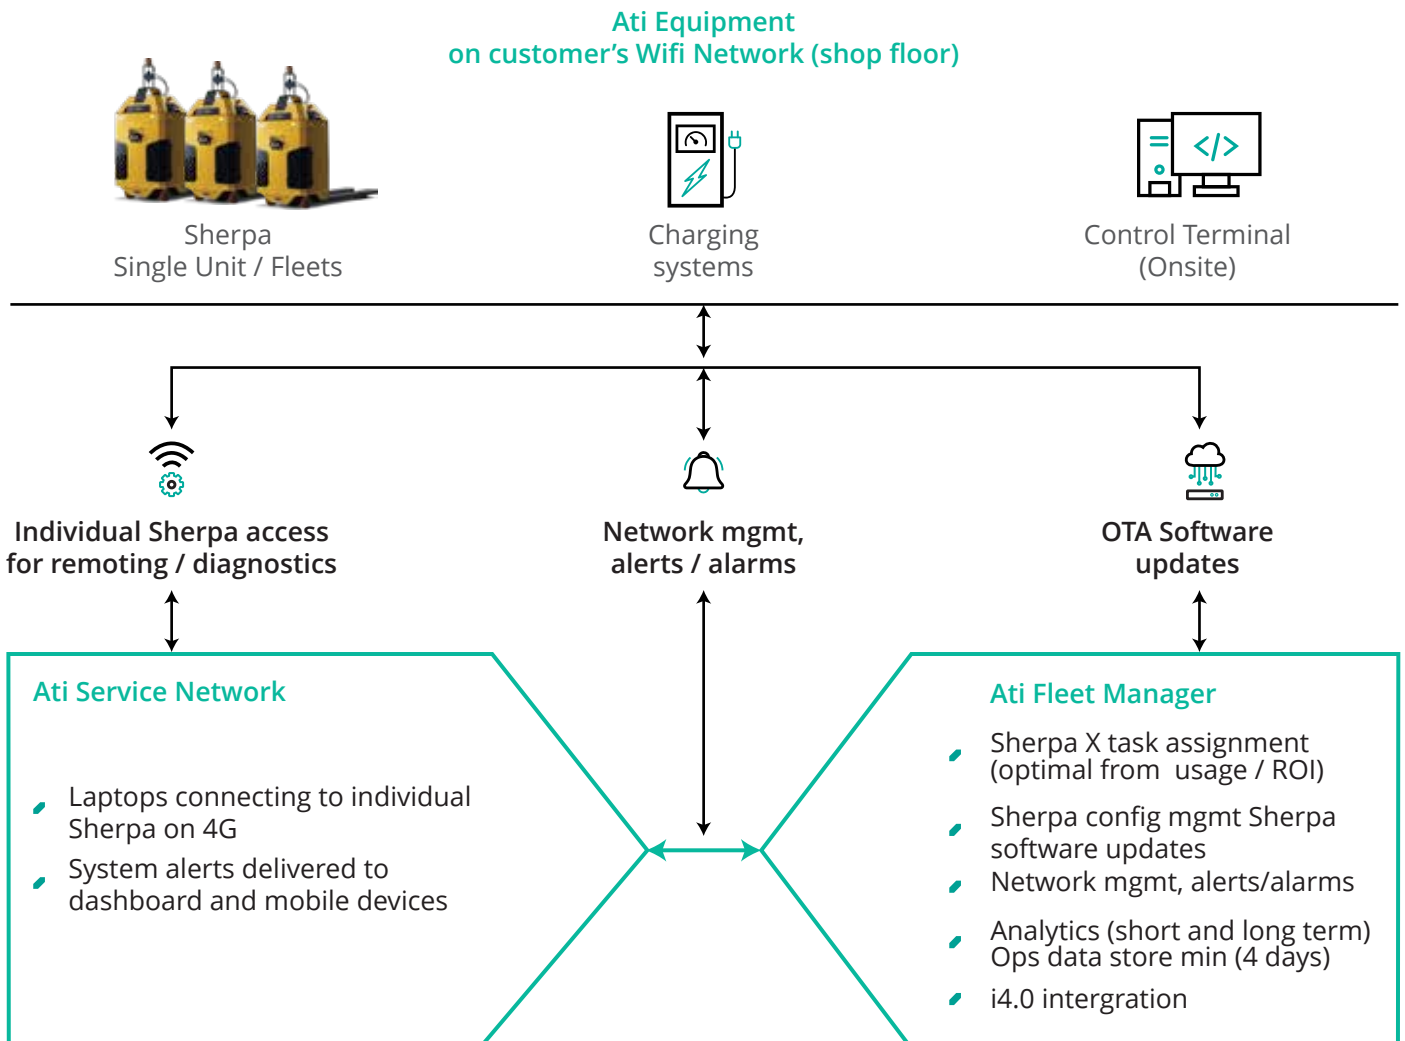 Ati Equipment
on customer's Wifi Network (shop floor)
Sherpa
Single Unit / Fleets
Charging
systems
Control Terminal
(Onsite)
Individual Sherpa access
for remoting / diagnostics
Network mgmt,
alerts / alarms
OTA Software
updates
Ati Service Network
Laptops connecting to individual
Sherpa on 4G
System alerts delivered to
dashboard and mobile devices
Ati Fleet Manager
Sherpa X task assignment
(optimal from usage / ROI)
Sherpa config mgmt Sherpa
software updates
Network mgmt, alerts/alarms
Analytics (short and long term)
Ops data store min (4 days)
i4.0 intergration